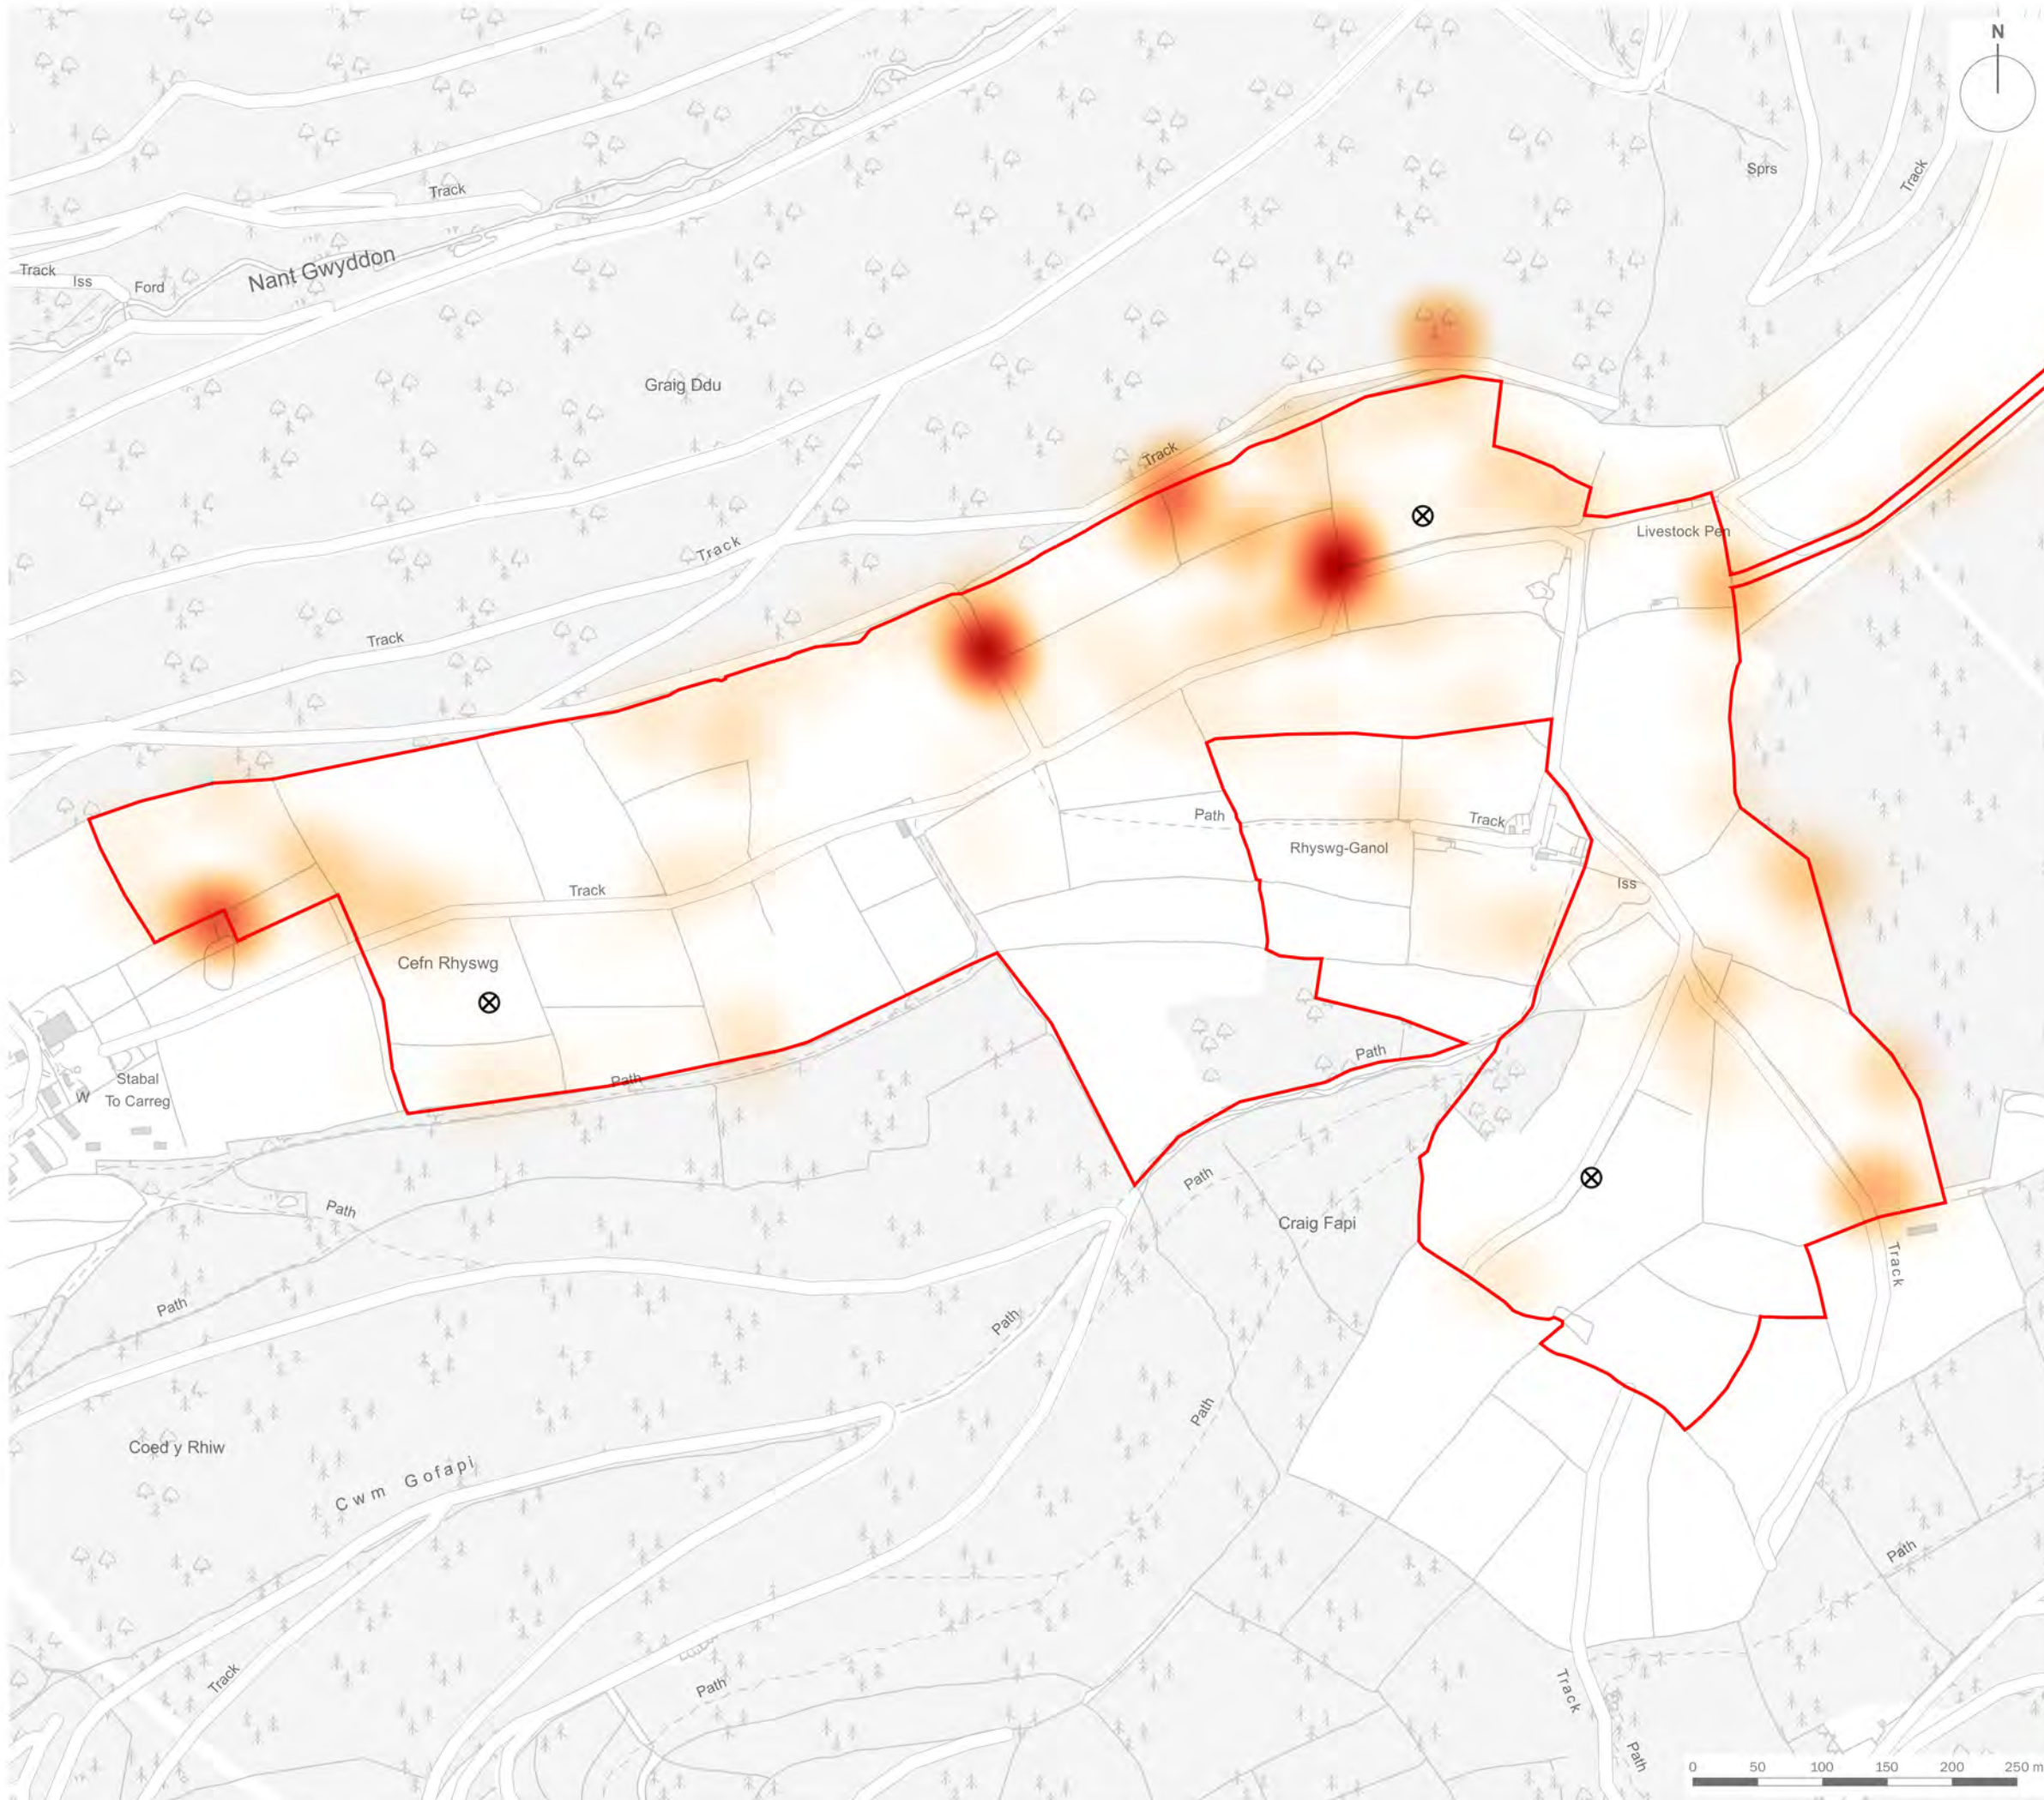 N
Track
Sprs
Track
Nant Gwyddon
Track
Iss
Ford
Graig Ddu
Track
Livestock Pen
Track
Track
Path
Track
Rhyswg-Ganol
Iss
Track
Cefn Rhyswg
Path
Path
Stabal
To Carreg
W
Path
Path
Craig Fapi
Track
Path
Path
Path
Coed y Rhiw
Cwm Gofapi
Path
Track
Path
Track
Path
0 50 100 150 200 250 m